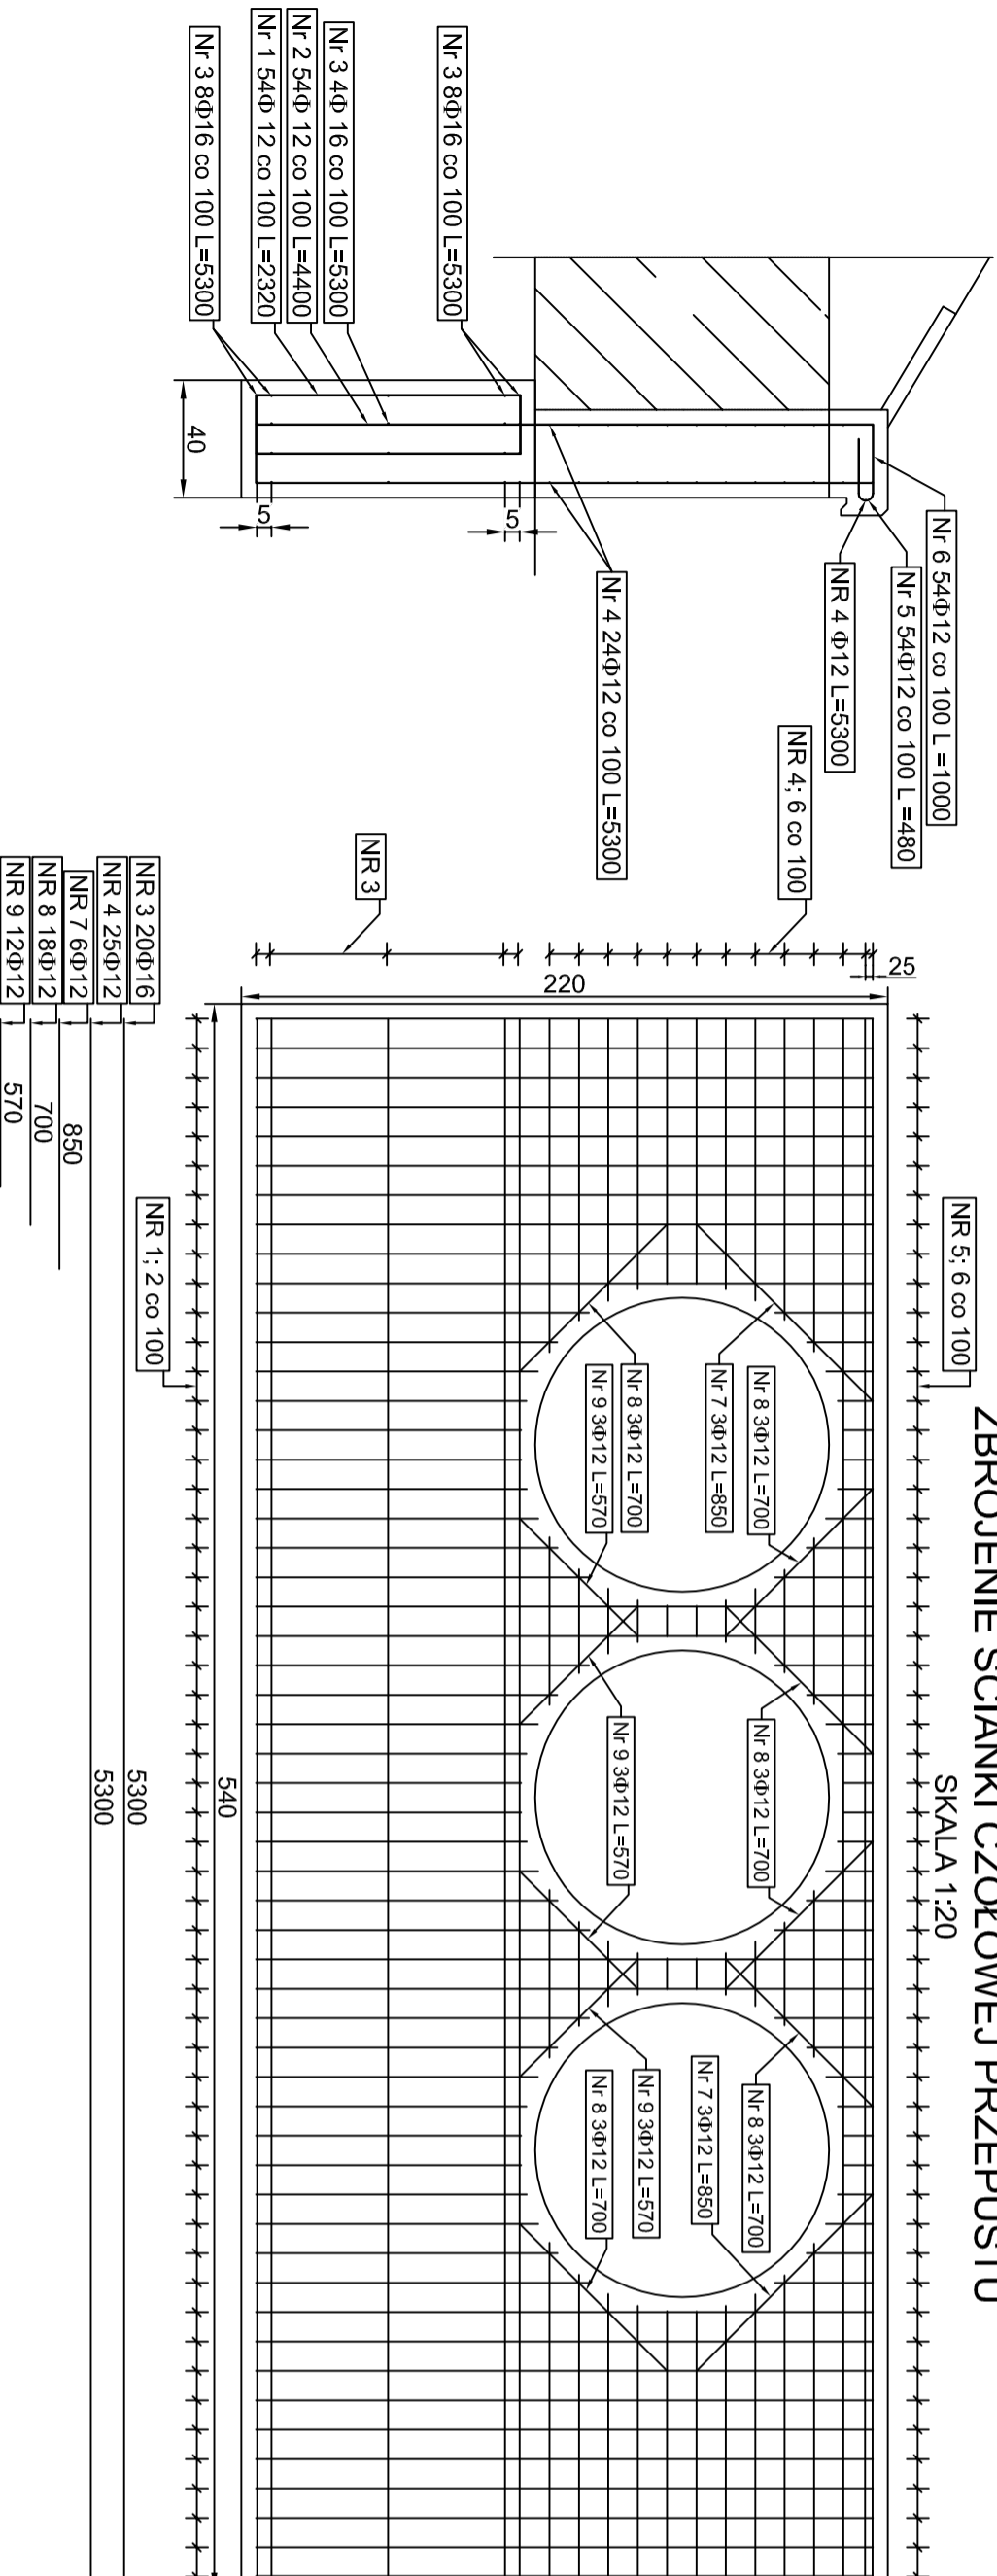 ZBROJENIE ŚCIANKI CZOŁOWEJ PRZEPUSTU
SKALA 1:20
Nr 6 54Φ12 co 100 L =1000
Nr 5 54Φ12 co 100 L =480
NR 4 Φ12 L=5300
Nr 4 24Φ12 co 100 L=5300
Nr 3 8Φ16 co 100 L=5300
Nr 3 4Φ 16 co 100 L=5300
Nr 2 54Φ 12 co 100 L=4400
Nr 1 54Φ 12 co 100 L=2320
Nr 3 8Φ16 co 100 L=5300
40
5
5
NR 4; 6 co 100
NR 3
25
220
NR 5; 6 co 100
Nr 8 3Φ12 L=700
Nr 7 3Φ12 L=850
Nr 8 3Φ12 L=700
Nr 9 3Φ12 L=570
Nr 8 3Φ12 L=700
Nr 9 3Φ12 L=570
Nr 8 3Φ12 L=700
Nr 7 3Φ12 L=850
Nr 9 3Φ12 L=570
Nr 8 3Φ12 L=700
540
NR 1; 2 co 100
NR 3 20Φ16
5300
NR 4 25Φ12
5300
NR 7 6Φ12
850
NR 8 18Φ12
700
NR 9 12Φ12
570